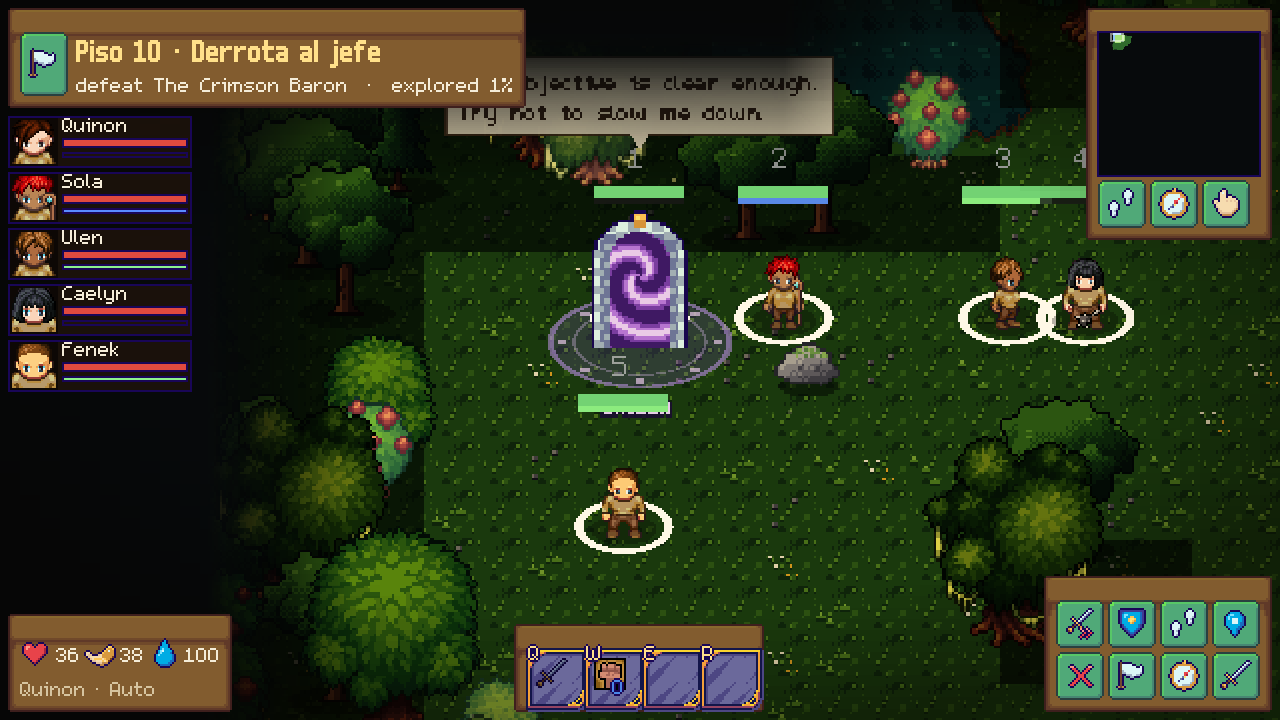 Piso 10 · Derrota al jefe
defeat The Crimson Baron · explored 1%
objective is clear enough.
Try not to slow me down.
Quinon
Sola
Ulen
Caelyn
Fenek
1
2
3
4
5
36 38 100
Quinon · Auto
Q W E R